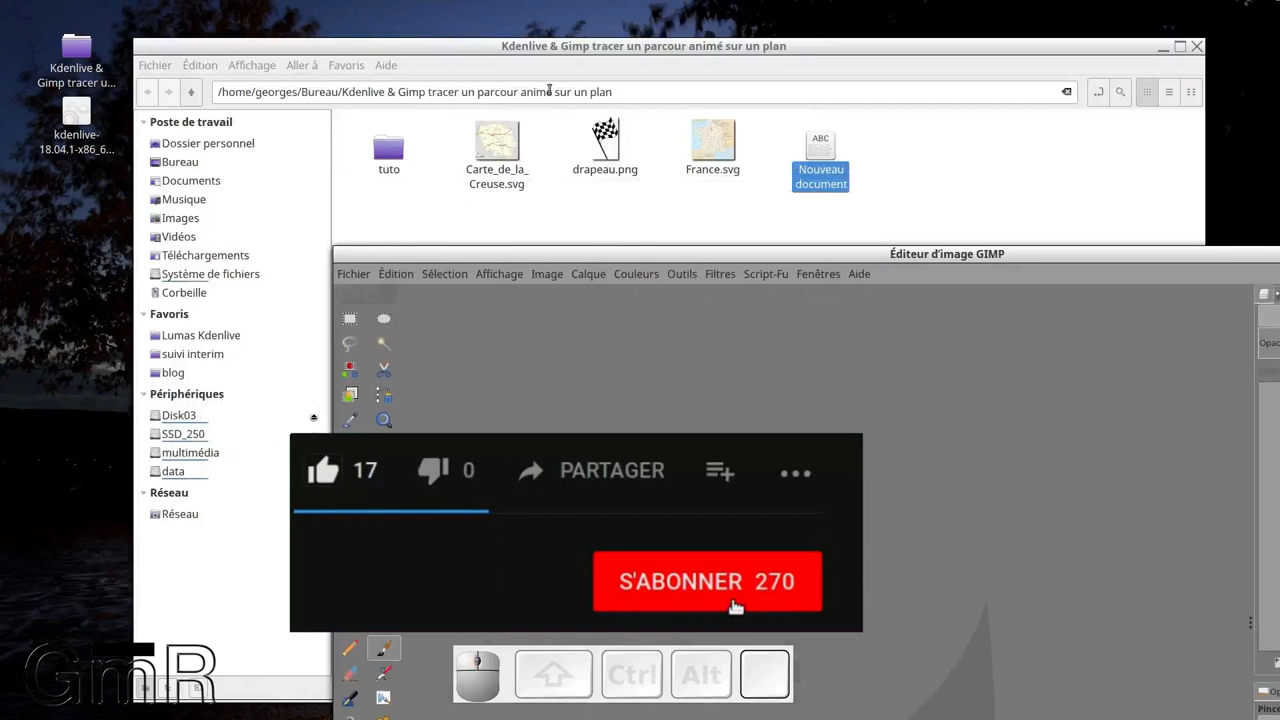 Kdenlive &
Gimp tracer u...
kdenlive-
18.04.1-x86_6...
Kdenlive & Gimp tracer un parcour animé sur un plan
Fichier Édition Affichage Aller à Favoris Aide
/home/georges/Bureau/Kdenlive & Gimp tracer un parcour animé sur un plan
Poste de travail
Dossier personnel
Bureau
Documents
Musique
Images
Vidéos
Téléchargements
Système de fichiers
Corbeille
Favoris
Lumas Kdenlive
suivi interim
blog
Périphériques
Disk03
SSD_250
multimédia
data
Réseau
Réseau
tuto
Carte_de_la_
Creuse.svg
drapeau.png
France.svg
ABC
Nouveau
document
Éditeur d'image GIMP
Fichier Édition Sélection Affichage Image Calque Couleurs Outils Filtres Script-Fu Fenêtres Aide
Opac
17 0 PARTAGER
S'ABONNER 270
Ctrl Alt
GmR
Op
Pince